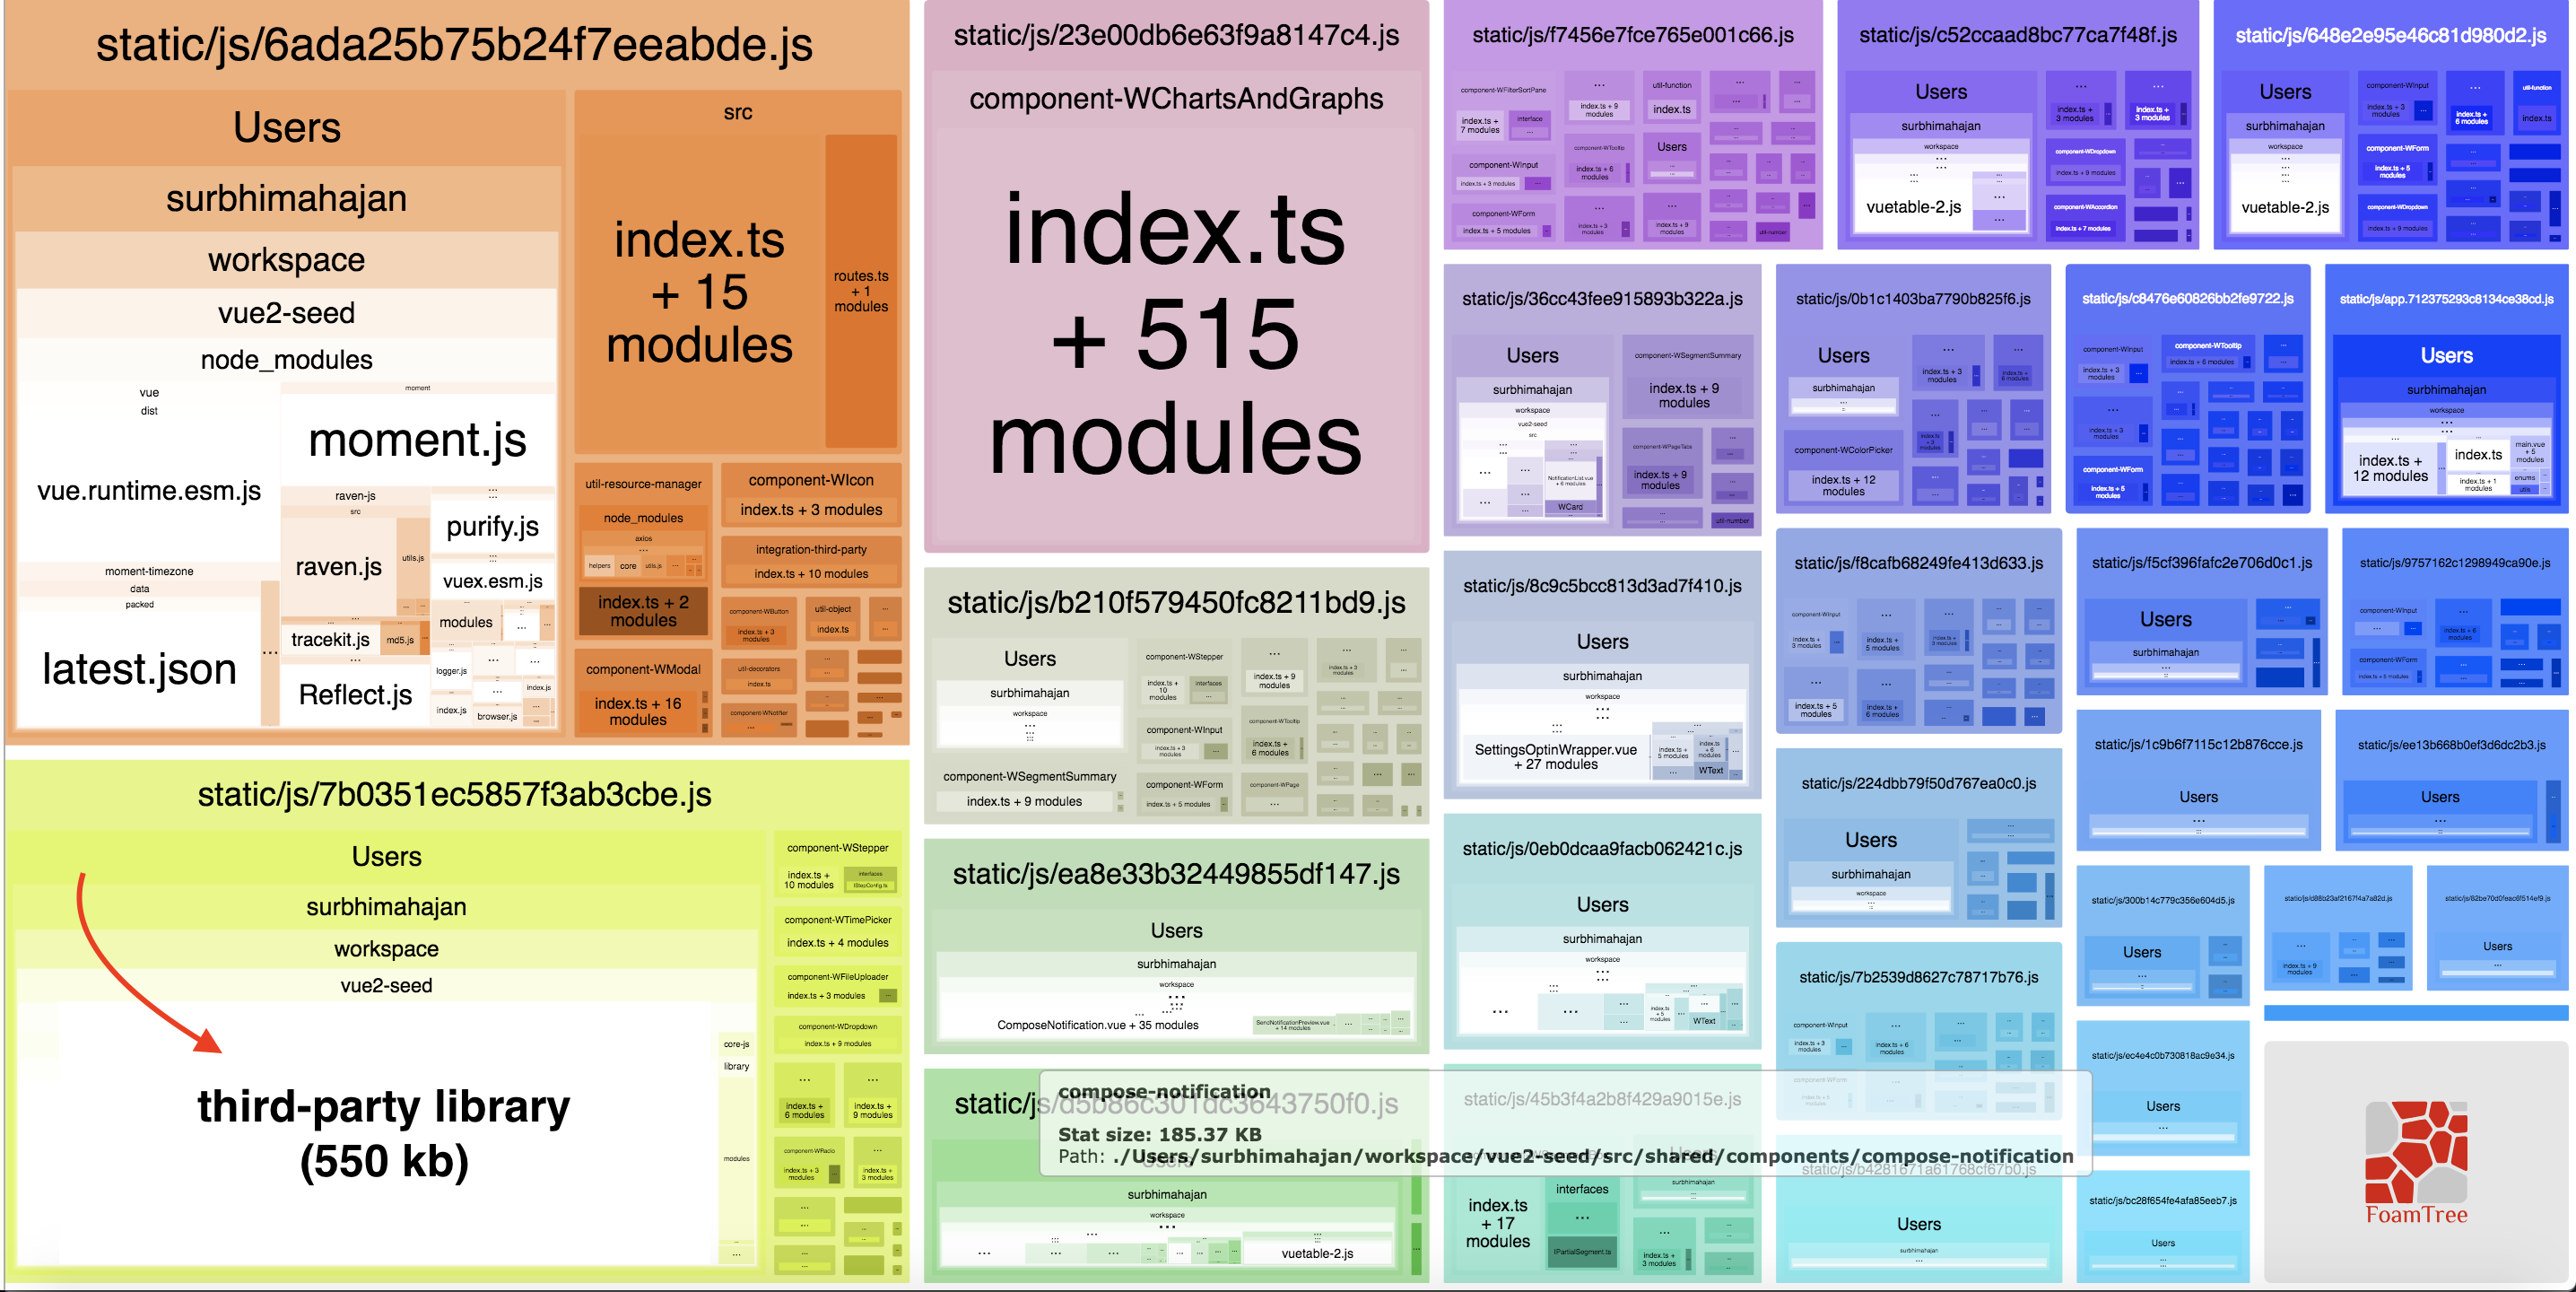 static/js/6ada25b75b24f7eeabde.js
Users
surbhimahajan
workspace
vue2-seed
node_modules
vue
dist
vue.runtime.esm.js
moment-timezone
data
packed
latest.json
moment
moment.js
raven-js
src
raven.js
utils.js
tracekit.js
md5.js
Reflect.js
purify.js
vuex.esm.js
modules
logger.js
index.js
index.js
browser.js
src
index.ts
+ 15
modules
routes.ts
+ 1
modules
util-resource-manager
node_modules
axios
helpers
core
utils.js
index.ts + 2
modules
component-WModal
index.ts + 16
modules
component-WIcon
index.ts + 3 modules
integration-third-party
index.ts + 10 modules
component-WButton
index.ts + 3
modules
util-object
index.ts
util-decorators
index.ts
component-WNotifier
static/js/7b0351ec5857f3ab3cbe.js
Users
surbhimahajan
workspace
vue2-seed
third-party library
(550 kb)
core-js
library
modules
component-WStepper
index.ts +
10 modules
interfaces
component-WTimePicker
index.ts + 4 modules
component-WFileUploader
index.ts + 3 modules
component-WDropdown
index.ts + 9 modules
index.ts +
6 modules
index.ts +
9 modules
component-WRadio
index.ts + 3
modules
index.ts +
3 modules
static/js/23e00db6e63f9a8147c4.js
component-WChartsAndGraphs
index.ts
+ 515
modules
static/js/b210f579450fc8211bd9.js
Users
surbhimahajan
workspace
component-WSegmentSummary
index.ts + 9 modules
component-WStepper
index.ts +
10
modules
interfaces
component-WInput
index.ts + 3
modules
component-WForm
index.ts + 5 modules
index.ts + 9
modules
component-WTooltip
index.ts +
6 modules
component-WPage
index.ts + 3
modules
static/js/ea8e33b32449855df147.js
Users
surbhimahajan
workspace
ComposeNotification.vue + 35 modules
SendNotificationPreview.vue
+ 14 modules
static/js/d5b86c301dc3643750f0.js
compose-notification
Stat size: 185.37 KB
Path: ./Users/surbhimahajan/workspace/vue2-seed/src/shared/components/compose-notification
surbhimahajan
workspace
vuetable-2.js
static/js/f7456e7fce765e001c66.js
component-WFilterSortPane
index.ts +
7 modules
interface
component-WInput
index.ts + 3 modules
component-WForm
index.ts + 5 modules
index.ts + 9
modules
component-WTooltip
index.ts + 6
modules
index.ts + 3
modules
util-function
index.ts
Users
index.ts + 9
modules
util-number
static/js/c52ccaad8bc77ca7f48f.js
Users
surbhimahajan
workspace
vuetable-2.js
index.ts +
3 modules
index.ts +
3 modules
component-WDropdown
index.ts + 9 modules
component-WAccordion
index.ts + 7 modules
static/js/648e2e95e46c81d980d2.js
Users
surbhimahajan
workspace
vuetable-2.js
component-WInput
index.ts + 3
modules
component-WForm
index.ts + 5
modules
component-WDropdown
index.ts + 9 modules
index.ts
+ 6
modules
util-function
index.ts
static/js/36cc43fee915893b322a.js
Users
surbhimahajan
workspace
vue2-seed
src
NotificationList.vue
+ 6 modules
WCard
component-WSegmentSummary
index.ts + 9
modules
component-WPageTabs
index.ts + 9
modules
util-number
static/js/0b1c1403ba7790b825f6.js
Users
surbhimahajan
component-WColorPicker
index.ts + 12
modules
index.ts + 3
modules
index.ts +
6 modules
static/js/c8476e60826bb2fe9722.js
component-WInput
index.ts + 3
modules
index.ts + 3
modules
component-WForm
index.ts + 5
modules
component-WTooltip
index.ts + 6 modules
static/js/app.712375293c8134ce38cd.js
Users
surbhimahajan
workspace
index.ts +
12 modules
index.ts
index.ts + 1
modules
main.vue
+ 5
modules
enums
utils
static/js/8c9c5bcc813d3ad7f410.js
Users
surbhimahajan
workspace
SettingsOptinWrapper.vue
+ 27 modules
index.ts
+ 5
modules
index.ts
+ 6
modules
WText
static/js/f8cafb68249fe413d633.js
component-WInput
index.ts +
3 modules
index.ts + 5
modules
index.ts +
5 modules
index.ts +
6 modules
index.ts +
3 modules
static/js/f5cf396fafc2e706d0c1.js
Users
surbhimahajan
static/js/9757162c1298949ca90e.js
component-WInput
index.ts + 3
modules
component-WForm
index.ts + 5 modules
index.ts + 6
modules
static/js/1c9b6f7115c12b876cce.js
Users
static/js/ee13b668b0ef3d6dc2b3.js
Users
static/js/0eb0dcaa9facb062421c.js
Users
surbhimahajan
workspace
index.ts
+ 5
modules
WText
static/js/224dbb79f50d767ea0c0.js
Users
surbhimahajan
workspace
static/js/300b14c779c356e604d5.js
Users
static/js/d88b23af2167f4a7a82d.js
index.ts + 9
modules
static/js/82be70d0feac6f514ef9.js
Users
static/js/7b2539d8627c78717b76.js
component-WInput
index.ts + 3
modules
component-WForm
index.ts + 6
modules
static/js/ec4e4c0b730818ac9e34.js
Users
static/js/45b3f4a2b8f429a9015e.js
index.ts
+ 17
modules
interfaces
IPartialSegment.ts
surbhimahajan
index.ts +
3 modules
static/js/b4281671a61768cf67b0.js
Users
surbhimahajan
static/js/bc28f654fe4afa85eeb7.js
Users
FoamTree